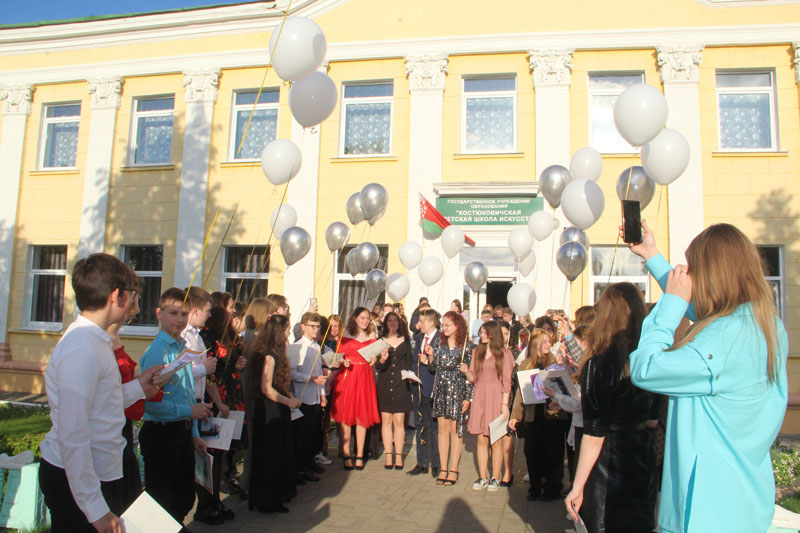 ГОСУДАРСТВЕННОЕ УЧРЕЖДЕНИЕ
ОБРАЗОВАНИЯ
"КОСТЮКОВИЧСКАЯ
ДЕТСКАЯ ШКОЛА ИСКУССТВ"